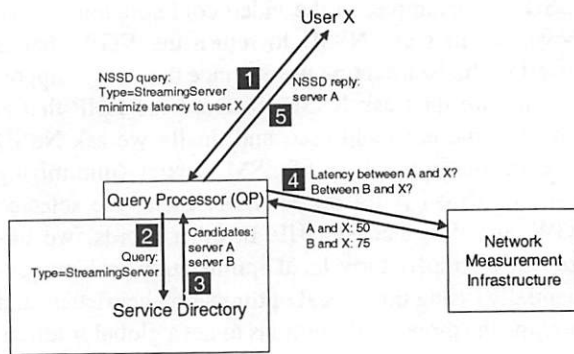 User X
NSSD query:
Type=StreamingServer
minimize latency to user X
1
NSSD reply:
server A
5
4
Latency between A and X?
Between B and X?
Query Processor (QP)
A and X: 50
B and X: 75
2
Query:
Type=StreamingServer
Candidates:
server A
server B
3
Service Directory
Network
Measurement
Infrastructure